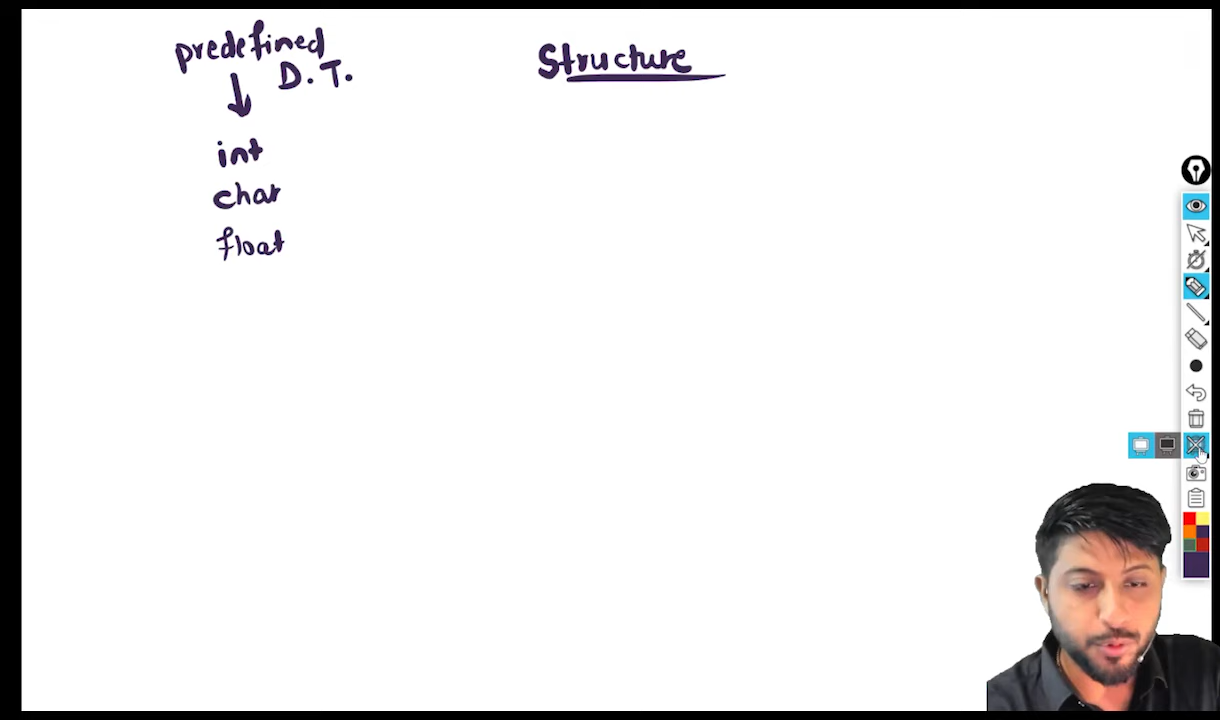 predefined
D.T.
int
char
float
Structure